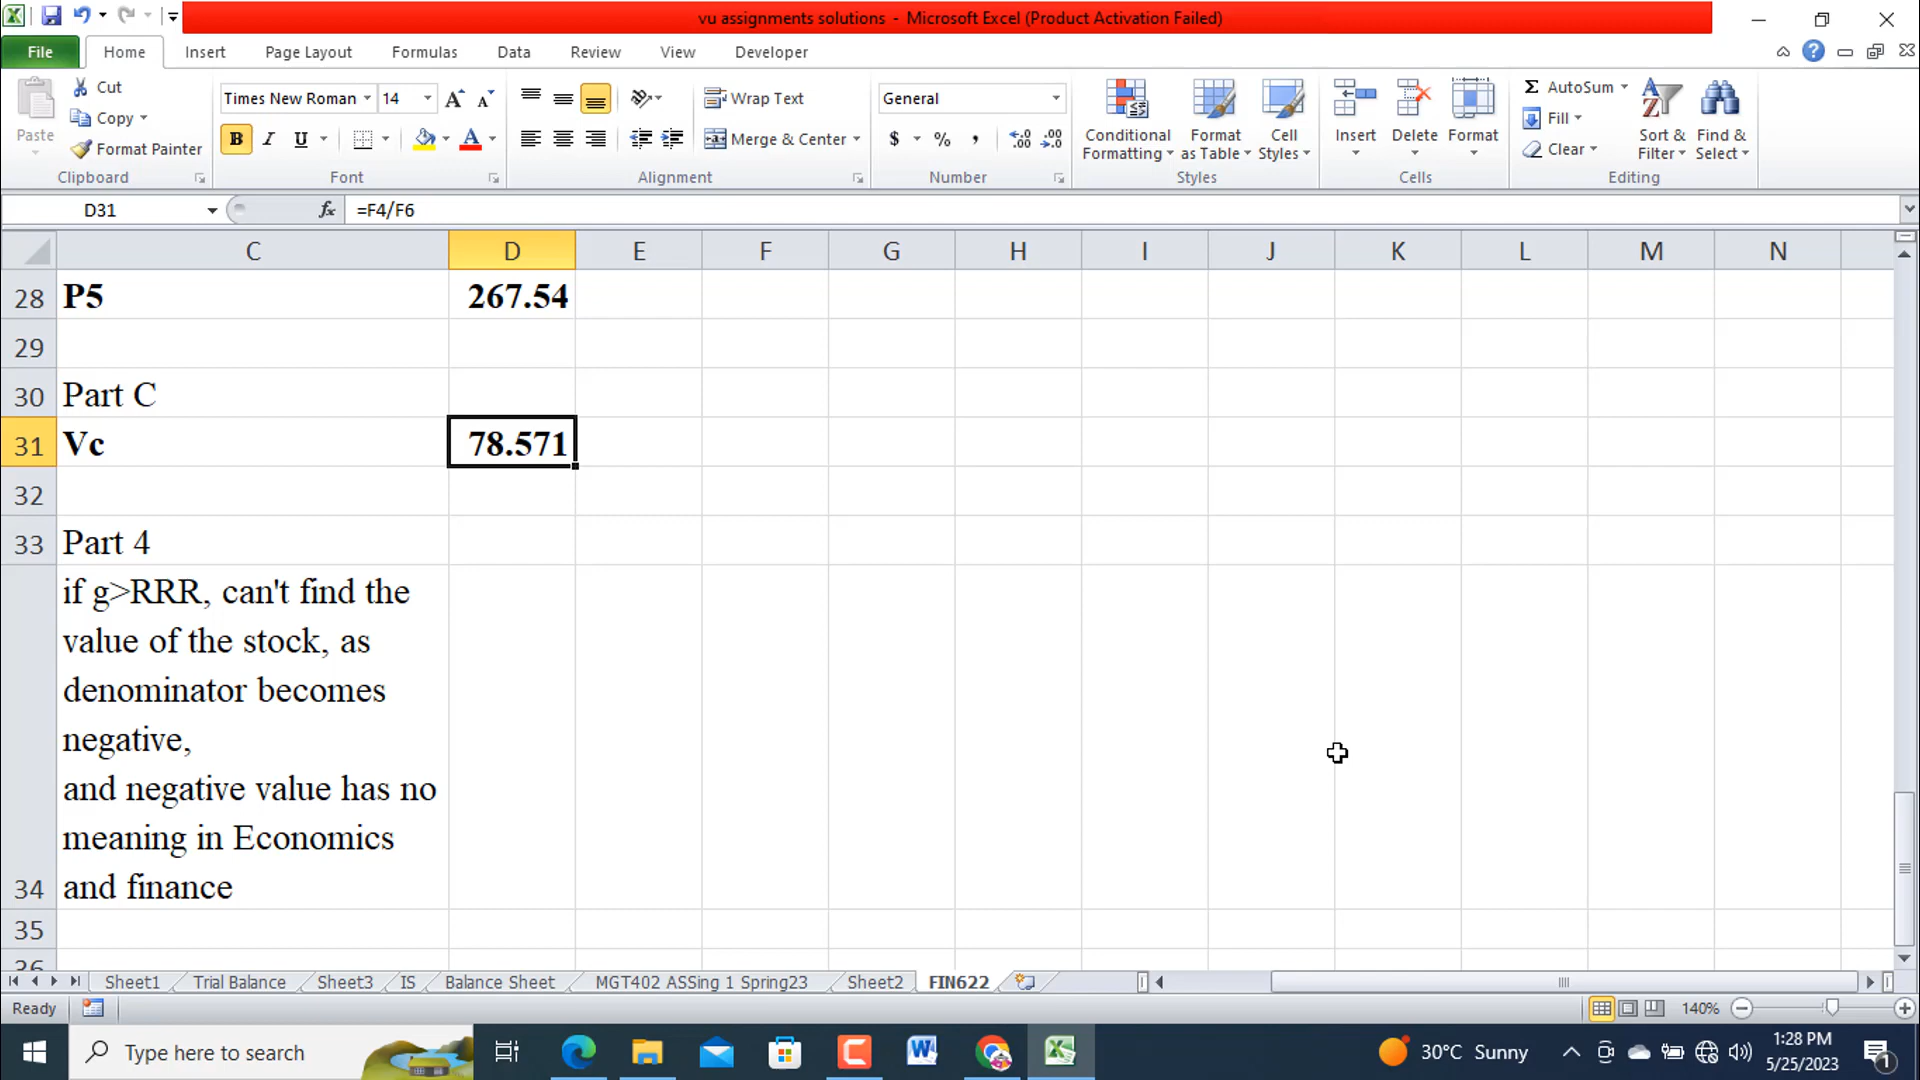 vu assignments solutions - Microsoft Excel (Product Activation Failed)
File Home Insert Page Layout Formulas Data Review View Developer
Paste
Cut
Copy
Format Painter
Clipboard
Times New Roman 14
B I U
Font
Wrap Text
Merge & Center
Alignment
General
$ % ,
Number
Conditional Formatting
Format as Table
Cell Styles
Styles
Insert Delete Format
Cells
AutoSum
Fill
Clear
Sort & Filter
Find & Select
Editing
D31 fx =F4/F6
C D E F G H I J K L M N
28 P5 267.54
29
30 Part C
31 Vc 78.571
32
33 Part 4
if g>RRR, can't find the
value of the stock, as
denominator becomes
negative,
and negative value has no
meaning in Economics
34 and finance
35
36
Sheet1 Trial Balance Sheet3 IS Balance Sheet MGT402 ASSing 1 Spring23 Sheet2 FIN622
Ready 140%
Type here to search
30°C Sunny
1:28 PM
5/25/2023
1